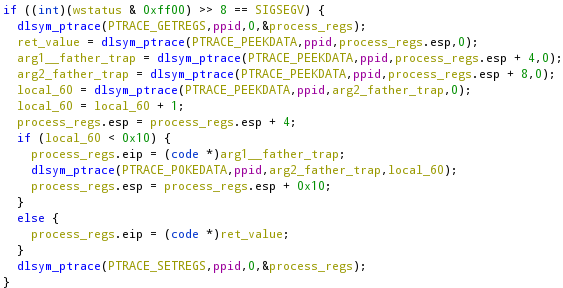 if ((int)(wstatus & 0xff00) >> 8 == SIGSEGV) {
  dlsym_ptrace(PTRACE_GETREGS,ppid,0,&process_regs);
  ret_value = dlsym_ptrace(PTRACE_PEEKDATA,ppid,process_regs.esp,0);
  arg1__father_trap = dlsym_ptrace(PTRACE_PEEKDATA,ppid,process_regs.esp + 4,0);
  arg2_father_trap = dlsym_ptrace(PTRACE_PEEKDATA,ppid,process_regs.esp + 8,0);
  local_60 = dlsym_ptrace(PTRACE_PEEKDATA,ppid,arg2_father_trap,0);
  local_60 = local_60 + 1;
  process_regs.esp = process_regs.esp + 4;
  if (local_60 < 0x10) {
    process_regs.eip = (code *)arg1__father_trap;
    dlsym_ptrace(PTRACE_POKEDATA,ppid,arg2_father_trap,local_60);
    process_regs.esp = process_regs.esp + 0x10;
  }
  else {
    process_regs.eip = (code *)ret_value;
  }
  dlsym_ptrace(PTRACE_SETREGS,ppid,0,&process_regs);
}